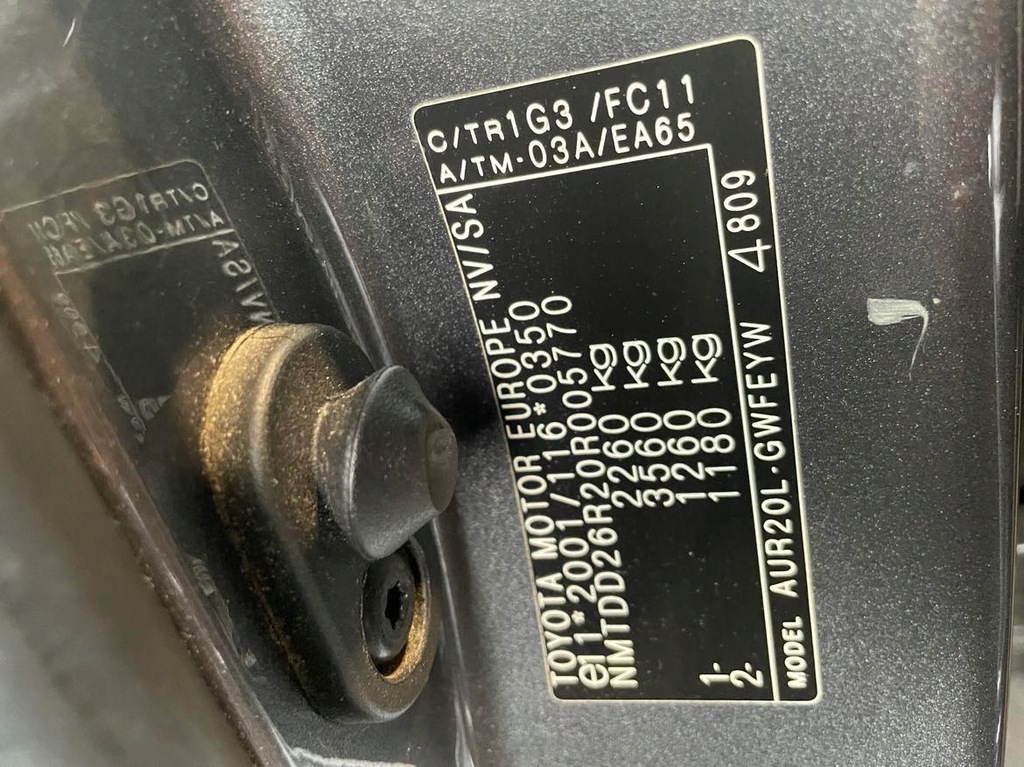 TOYOTA MOTOR EUROPE NV/SA
e11*2001/116*0350
NMTDD26R20R005770
2260 kg
3560 kg
1- 1260 kg
2- 1180 kg
MODEL AUR20L-GWFEYW 4809
C/TR1G3 /FC11
A/TM-03A/EA65